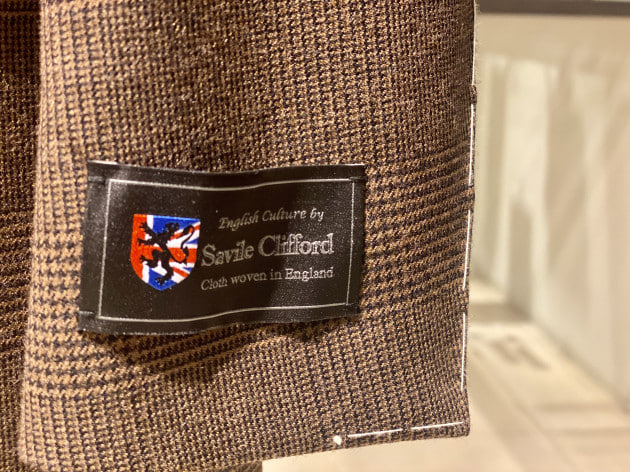 English Culture by
Savile Clifford
Cloth woven in England